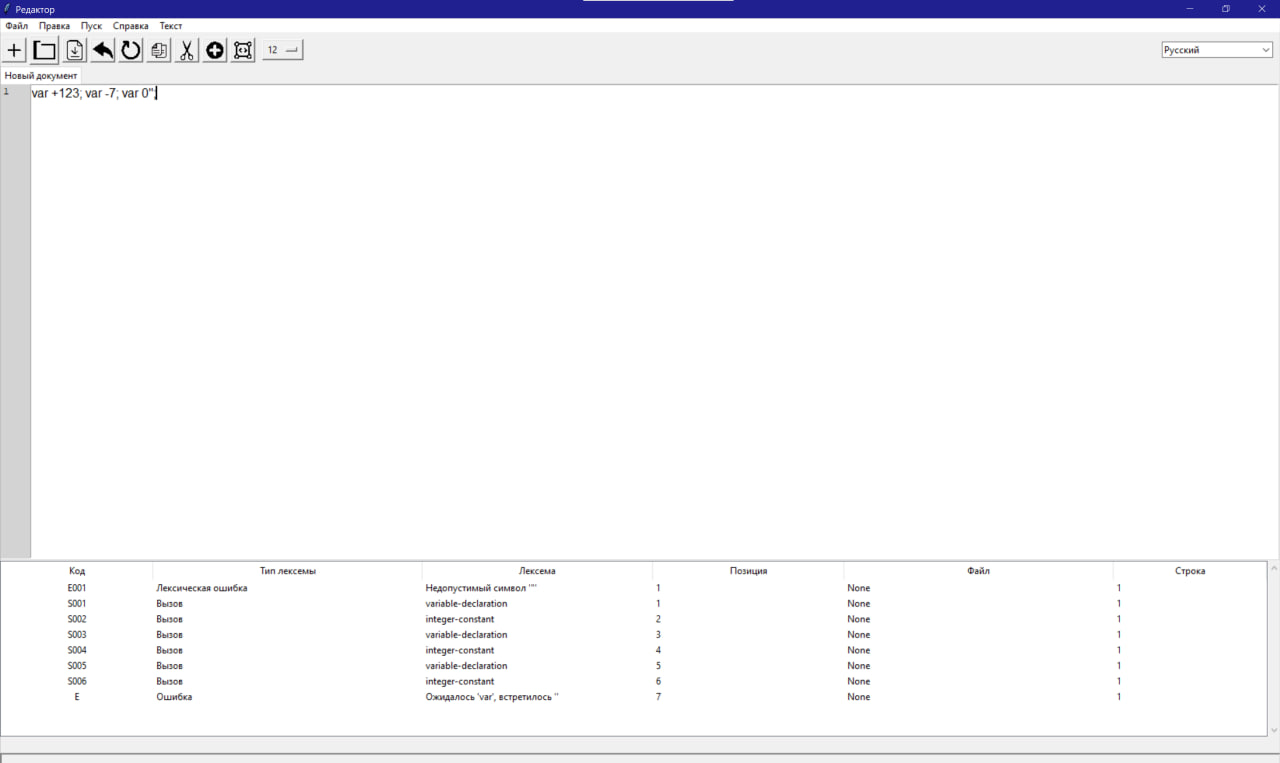 Редактор
Файл Правка Пуск Справка Текст
12 Русский
Новый документ
1 var +123; var -7; var 0";
Код Тип лексемы Лексема Позиция Файл Строка
E001 Лексическая ошибка Недопустимый символ '"' 1 None 1
S001 Вызов variable-declaration 1 None 1
S002 Вызов integer-constant 2 None 1
S003 Вызов variable-declaration 3 None 1
S004 Вызов integer-constant 4 None 1
S005 Вызов variable-declaration 5 None 1
S006 Вызов integer-constant 6 None 1
E Ошибка Ожидалось 'var', встретилось '' 7 None 1